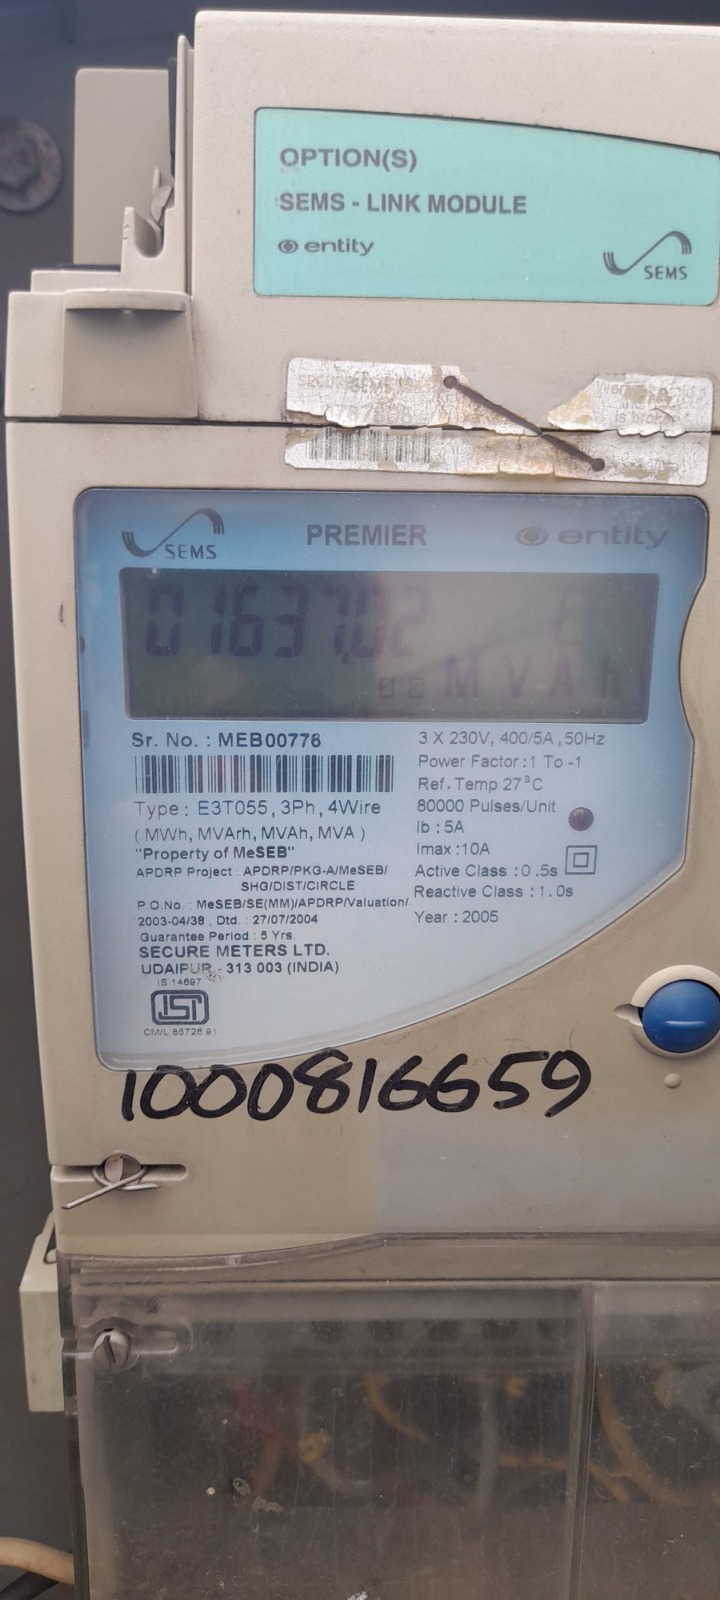 OPTION(S)
SEMS - LINK MODULE
entity
SEMS
SEMS
PREMIER
entity
01637.02 E
MVAh
Sr. No. : MEB00776
Type : E3T055, 3Ph, 4Wire
( MWh, MVArh, MVAh, MVA )
"Property of MeSEB"
APDRP Project : APDRP/PKG-A/MeSEB/
SHG/DIST/CIRCLE
P.O.No. : MeSEB/SE(MM)/APDRP/Valuation/
2003-04/38 , Dtd. : 27/07/2004
Guarantee Period : 5 Yrs.
SECURE METERS LTD.
UDAIPUR - 313 003 (INDIA)
IS 14697
ISI
CM/L 8572691
3 X 230V, 400/5A ,50Hz
Power Factor :1 To -1
Ref. Temp 27°C
80000 Pulses/Unit
Ib : 5A
Imax :10A
Active Class :0.5s
Reactive Class : 1.0s
Year : 2005
1000816659